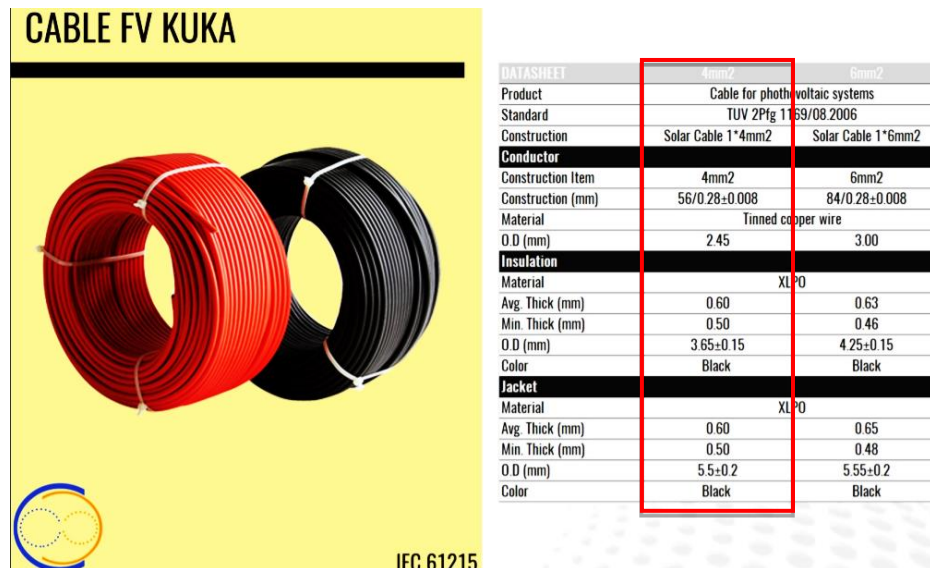 CABLE FV KUKA
IEC 61215
DATASHEET 4mm2 6mm2
Product Cable for phothovoltaic systems
Standard TUV 2Pfg 1169/08.2006
Construction Solar Cable 1*4mm2 Solar Cable 1*6mm2
Conductor
Construction Item 4mm2 6mm2
Construction (mm) 56/0.28±0.008 84/0.28±0.008
Material Tinned copper wire
O.D (mm) 2.45 3.00
Insulation
Material XLPO
Avg. Thick (mm) 0.60 0.63
Min. Thick (mm) 0.50 0.46
O.D (mm) 3.65±0.15 4.25±0.15
Color Black Black
Jacket
Material XLPO
Avg. Thick (mm) 0.60 0.65
Min. Thick (mm) 0.50 0.48
O.D (mm) 5.5±0.2 5.55±0.2
Color Black Black